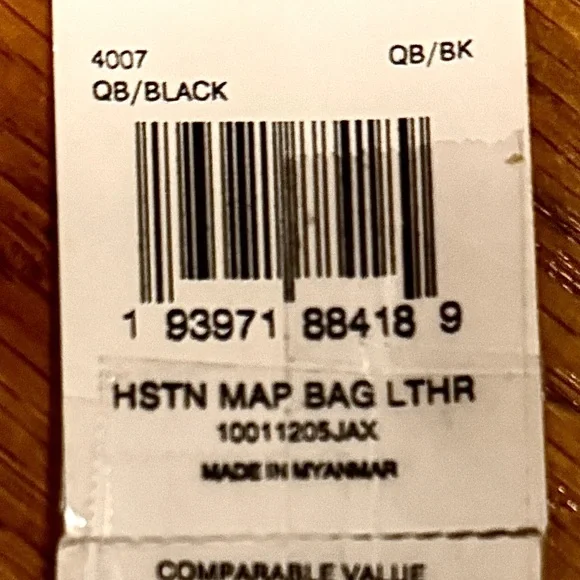 4007 QB/BK
QB/BLACK
1 93971 88418 9
HSTN MAP BAG LTHR
10011205JAX
MADE IN MYANMAR
COMPARABLE VALUE